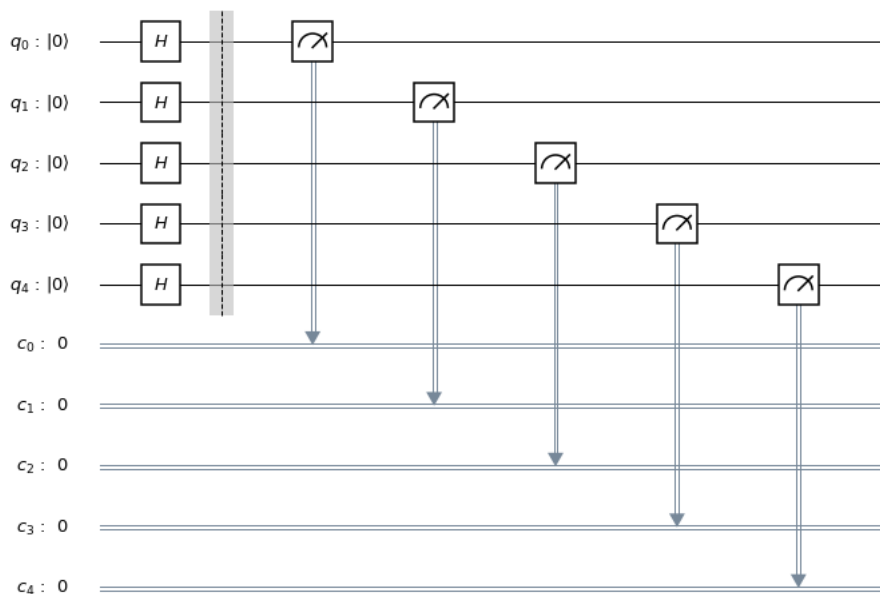 q0 : |0⟩ H
q1 : |0⟩ H
q2 : |0⟩ H
q3 : |0⟩ H
q4 : |0⟩ H
c0 : 0
c1 : 0
c2 : 0
c3 : 0
c4 : 0